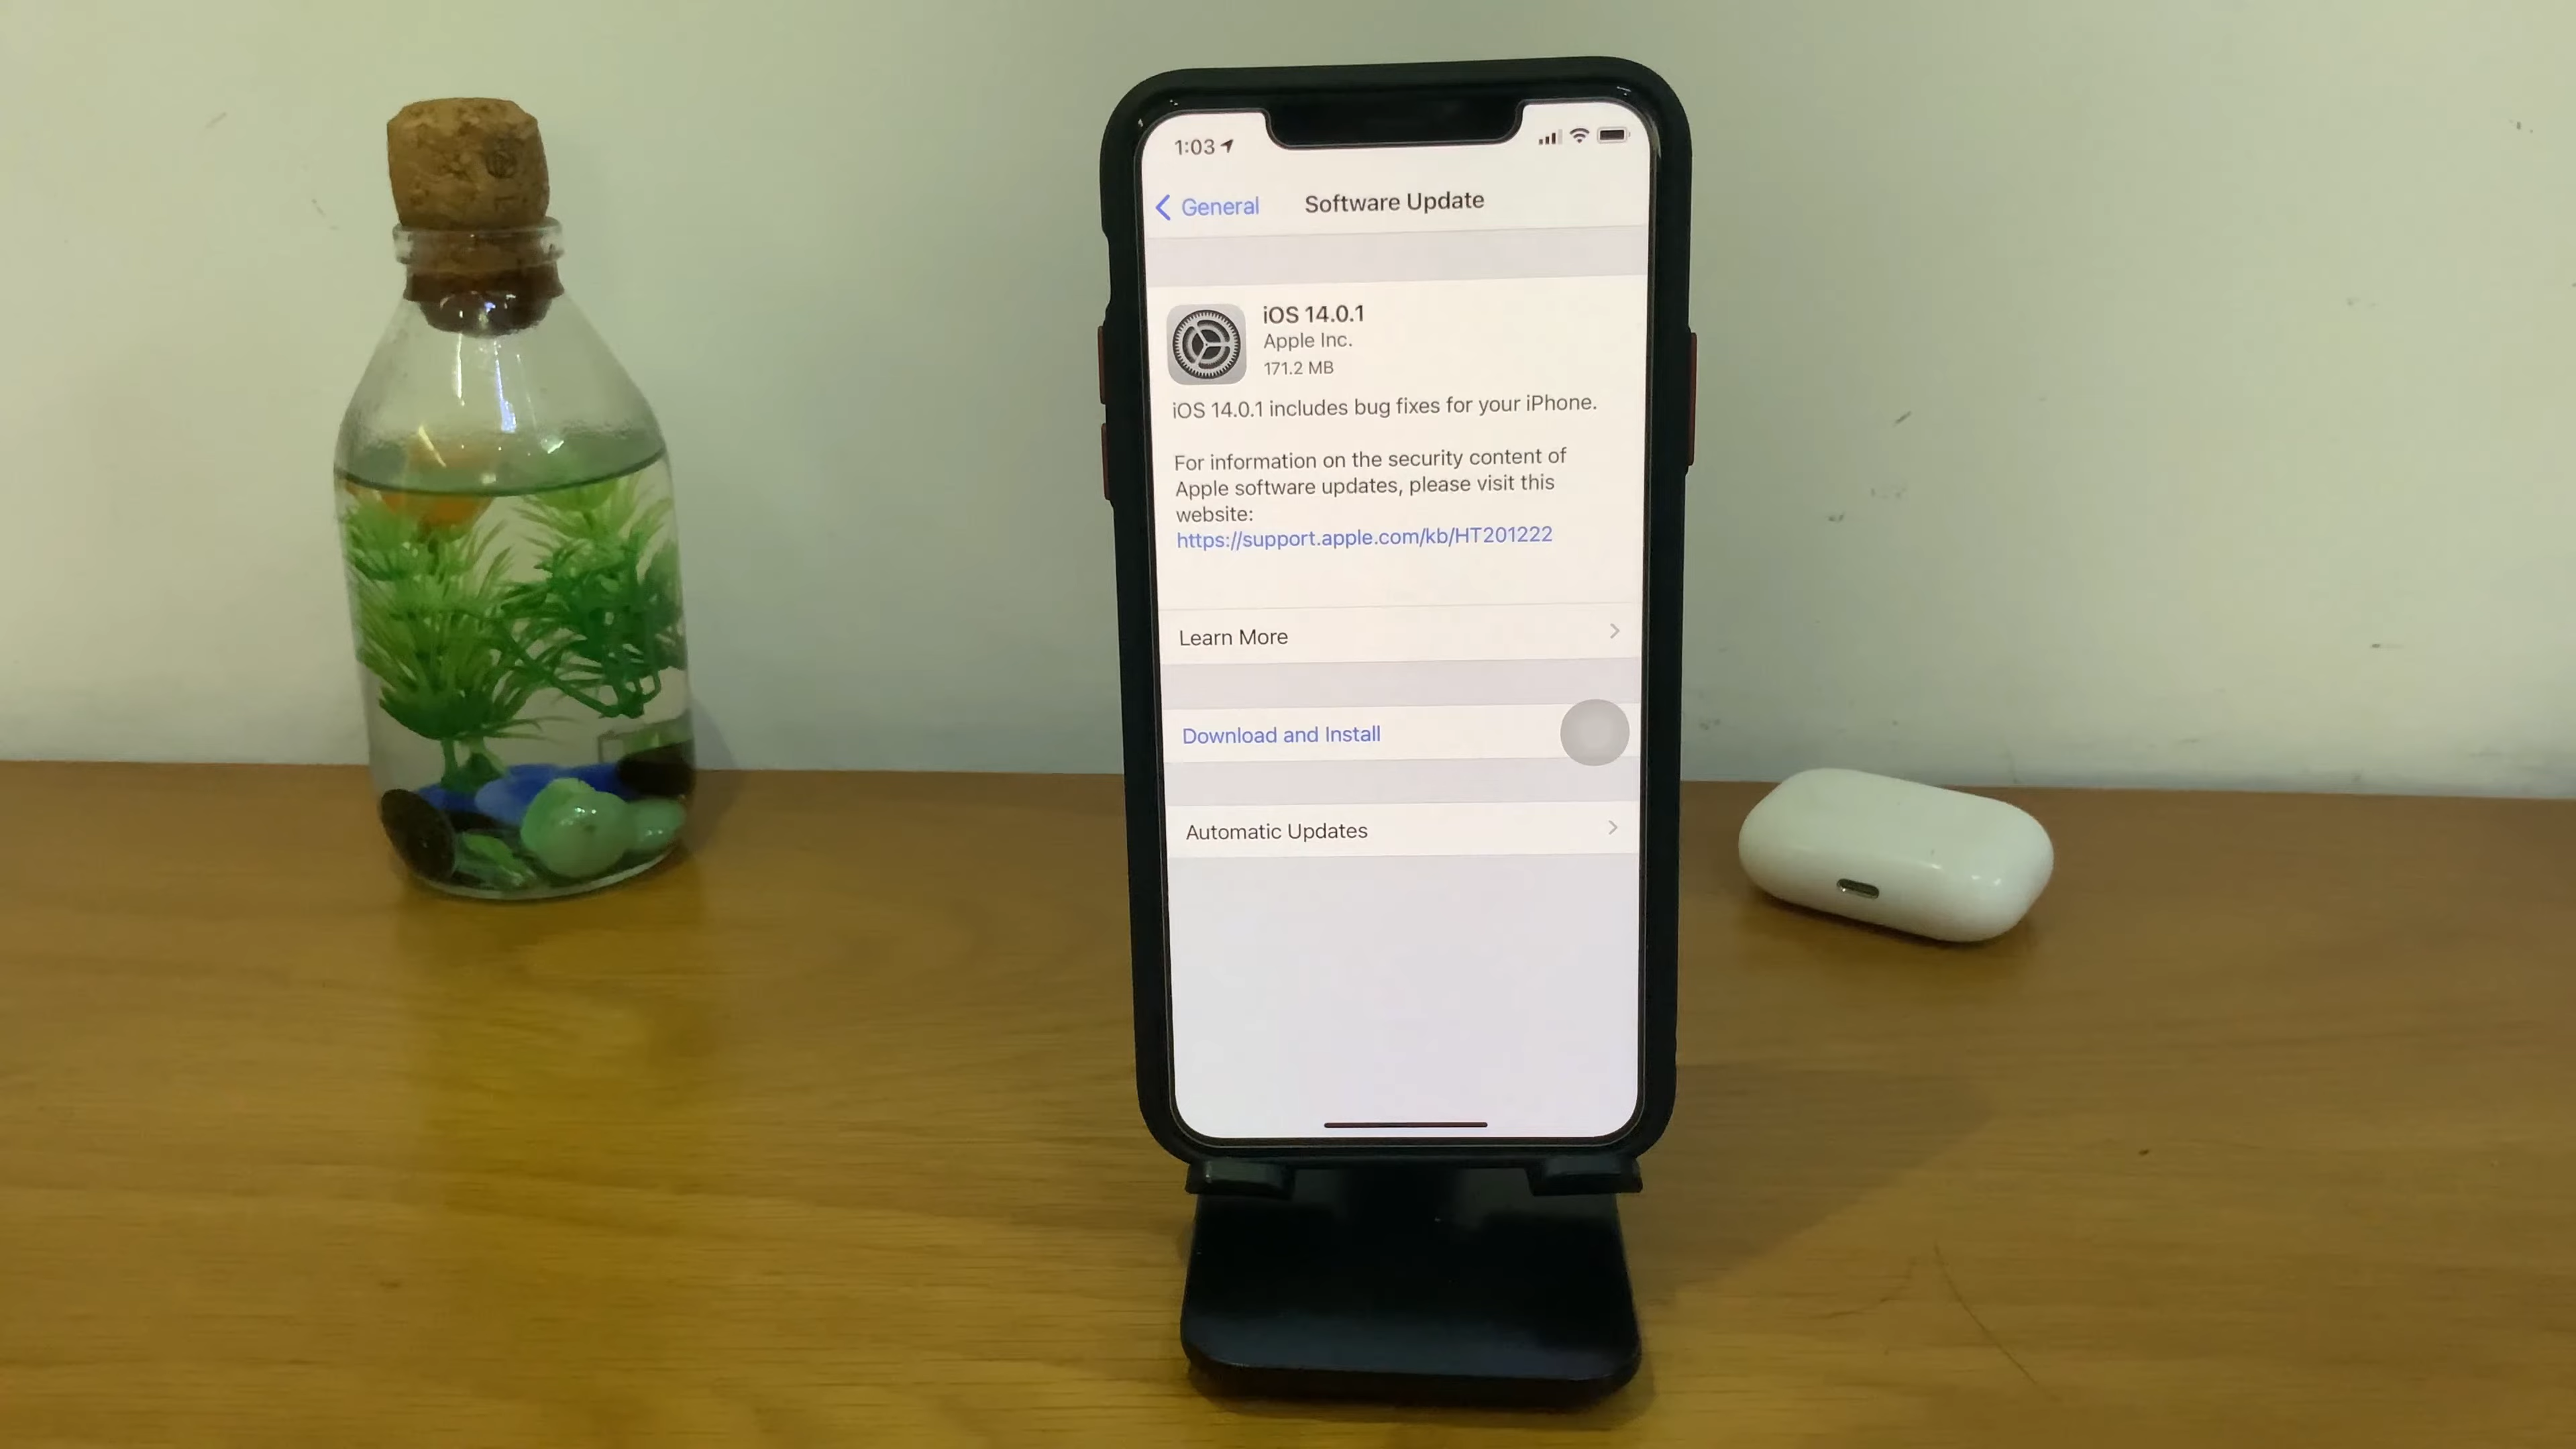 1:03
General
Software Update
iOS 14.0.1
Apple Inc.
171.2 MB
iOS 14.0.1 includes bug fixes for your iPhone.
For information on the security content of
Apple software updates, please visit this
website:
https://support.apple.com/kb/HT201222
Learn More
Download and Install
Automatic Updates